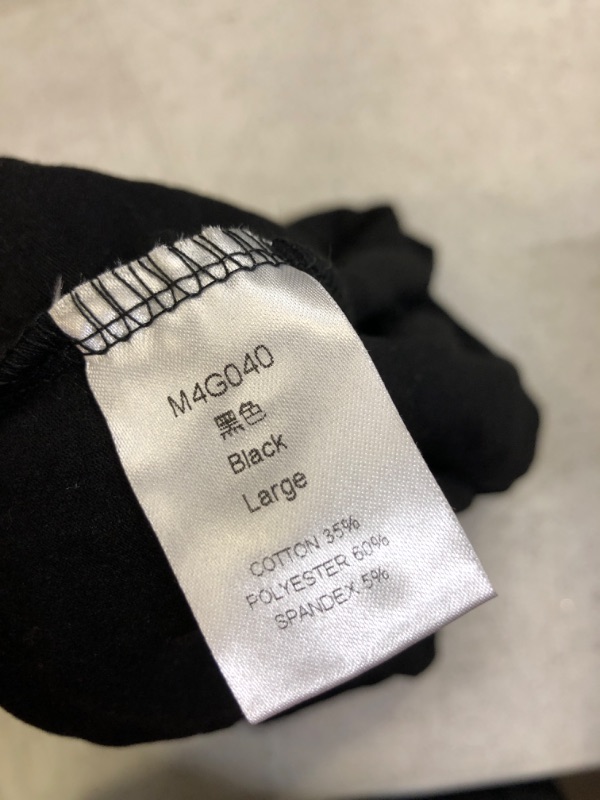 M4G040
黑色
Black
Large
COTTON 35%
POLYESTER 60%
SPANDEX 5%